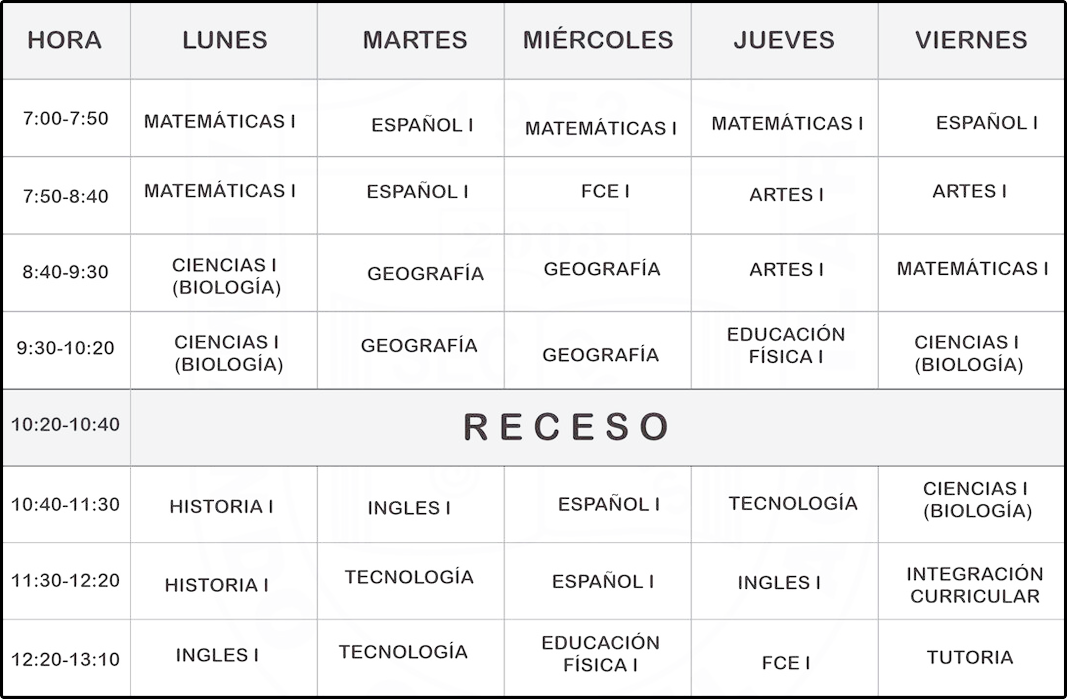 HORA LUNES MARTES MIÉRCOLES JUEVES VIERNES
7:00-7:50 MATEMÁTICAS I ESPAÑOL I MATEMÁTICAS I MATEMÁTICAS I ESPAÑOL I
7:50-8:40 MATEMÁTICAS I ESPAÑOL I FCE I ARTES I ARTES I
8:40-9:30 CIENCIAS I (BIOLOGÍA) GEOGRAFÍA GEOGRAFÍA ARTES I MATEMÁTICAS I
9:30-10:20 CIENCIAS I (BIOLOGÍA) GEOGRAFÍA GEOGRAFÍA EDUCACIÓN FÍSICA I CIENCIAS I (BIOLOGÍA)
10:20-10:40 RECESO
10:40-11:30 HISTORIA I INGLES I ESPAÑOL I TECNOLOGÍA CIENCIAS I (BIOLOGÍA)
11:30-12:20 HISTORIA I TECNOLOGÍA ESPAÑOL I INGLES I INTEGRACIÓN CURRICULAR
12:20-13:10 INGLES I TECNOLOGÍA EDUCACIÓN FÍSICA I FCE I TUTORIA